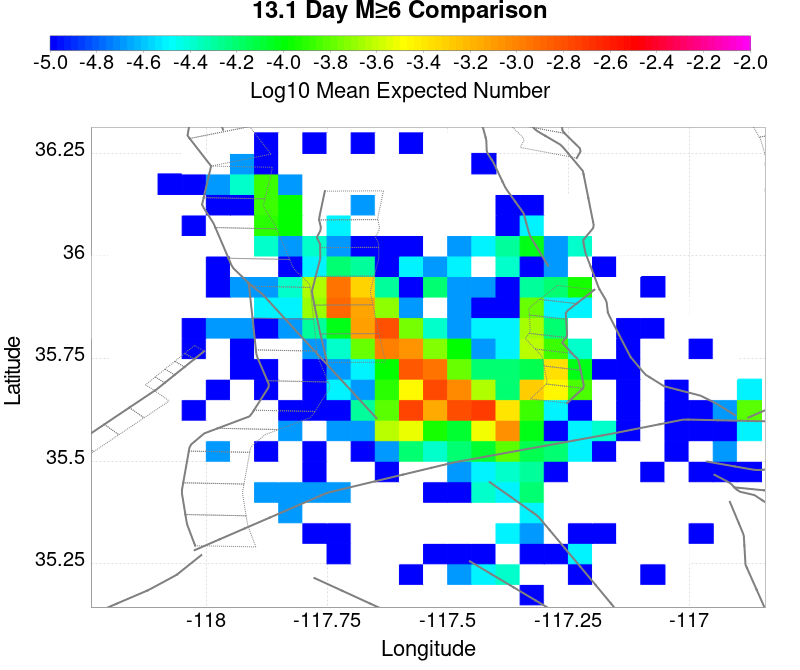 13.1 Day M≥6 Comparison
-5.0 -4.8 -4.6 -4.4 -4.2 -4.0 -3.8 -3.6 -3.4 -3.2 -3.0 -2.8 -2.6 -2.4 -2.2 -2.0
Log10 Mean Expected Number
36.25
36
35.75
35.5
35.25
Latitude
-118 -117.75 -117.5 -117.25 -117
Longitude